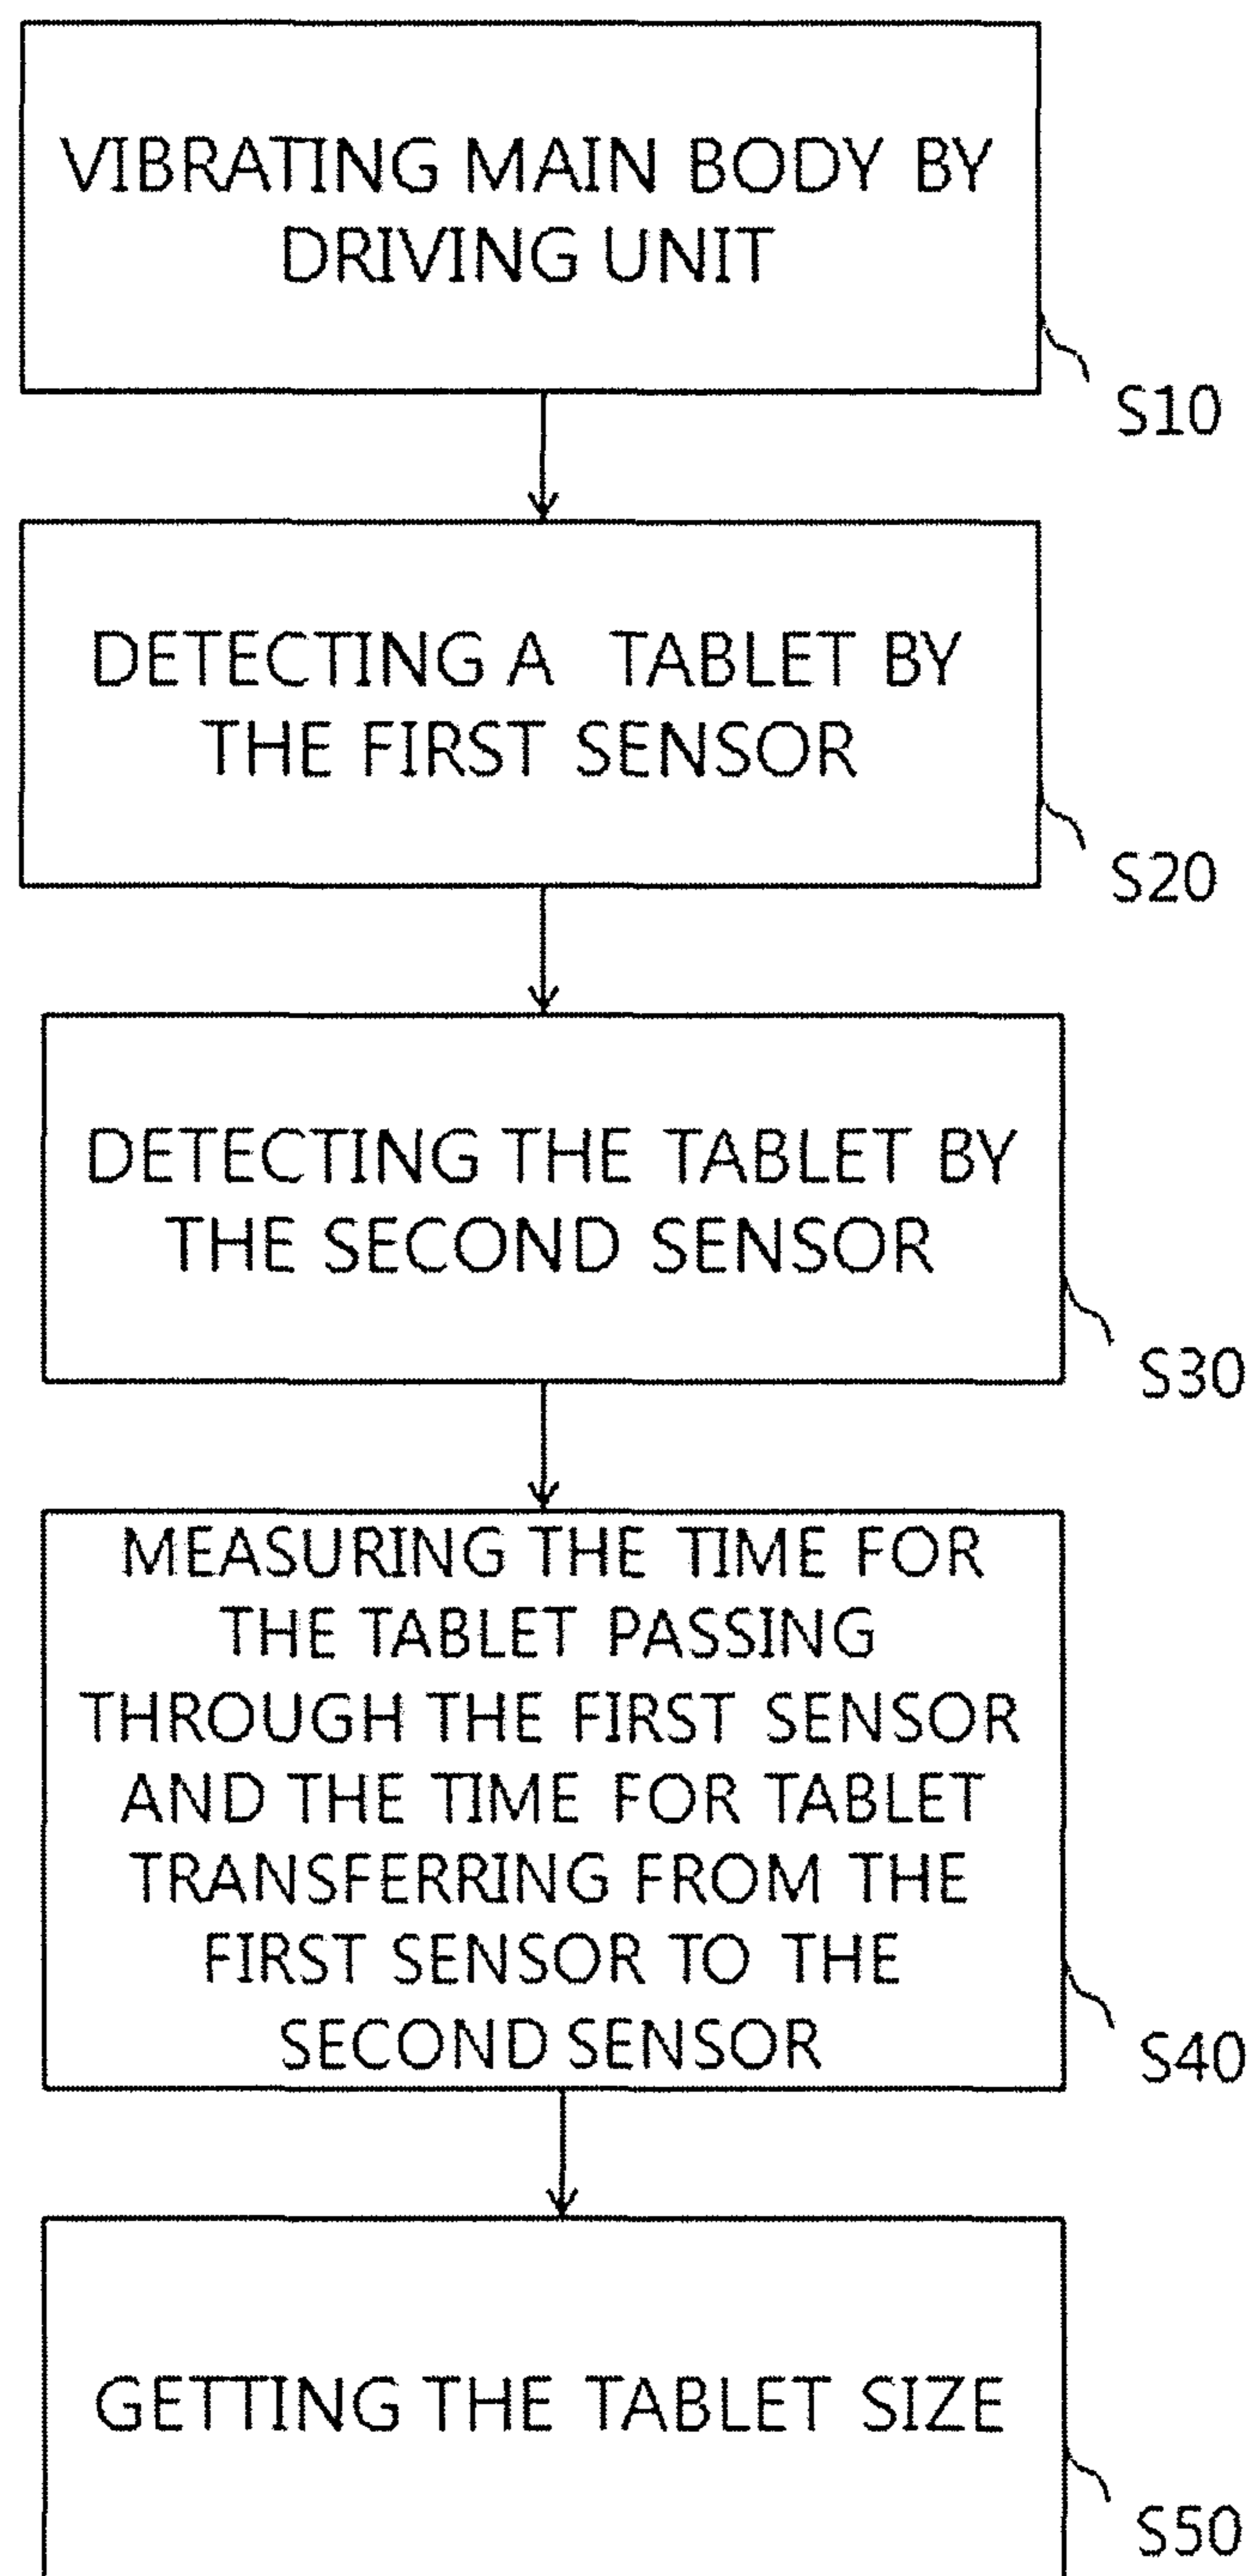 VIBRATING MAIN BODY BY
DRIVING UNIT
S10
DETECTING A TABLET BY
THE FIRST SENSOR
S20
DETECTING THE TABLET BY
THE SECOND SENSOR
S30
MEASURING THE TIME FOR
THE TABLET PASSING
THROUGH THE FIRST SENSOR
AND THE TIME FOR TABLET
TRANSFERRING FROM THE
FIRST SENSOR TO THE
SECOND SENSOR
S40
GETTING THE TABLET SIZE
S50